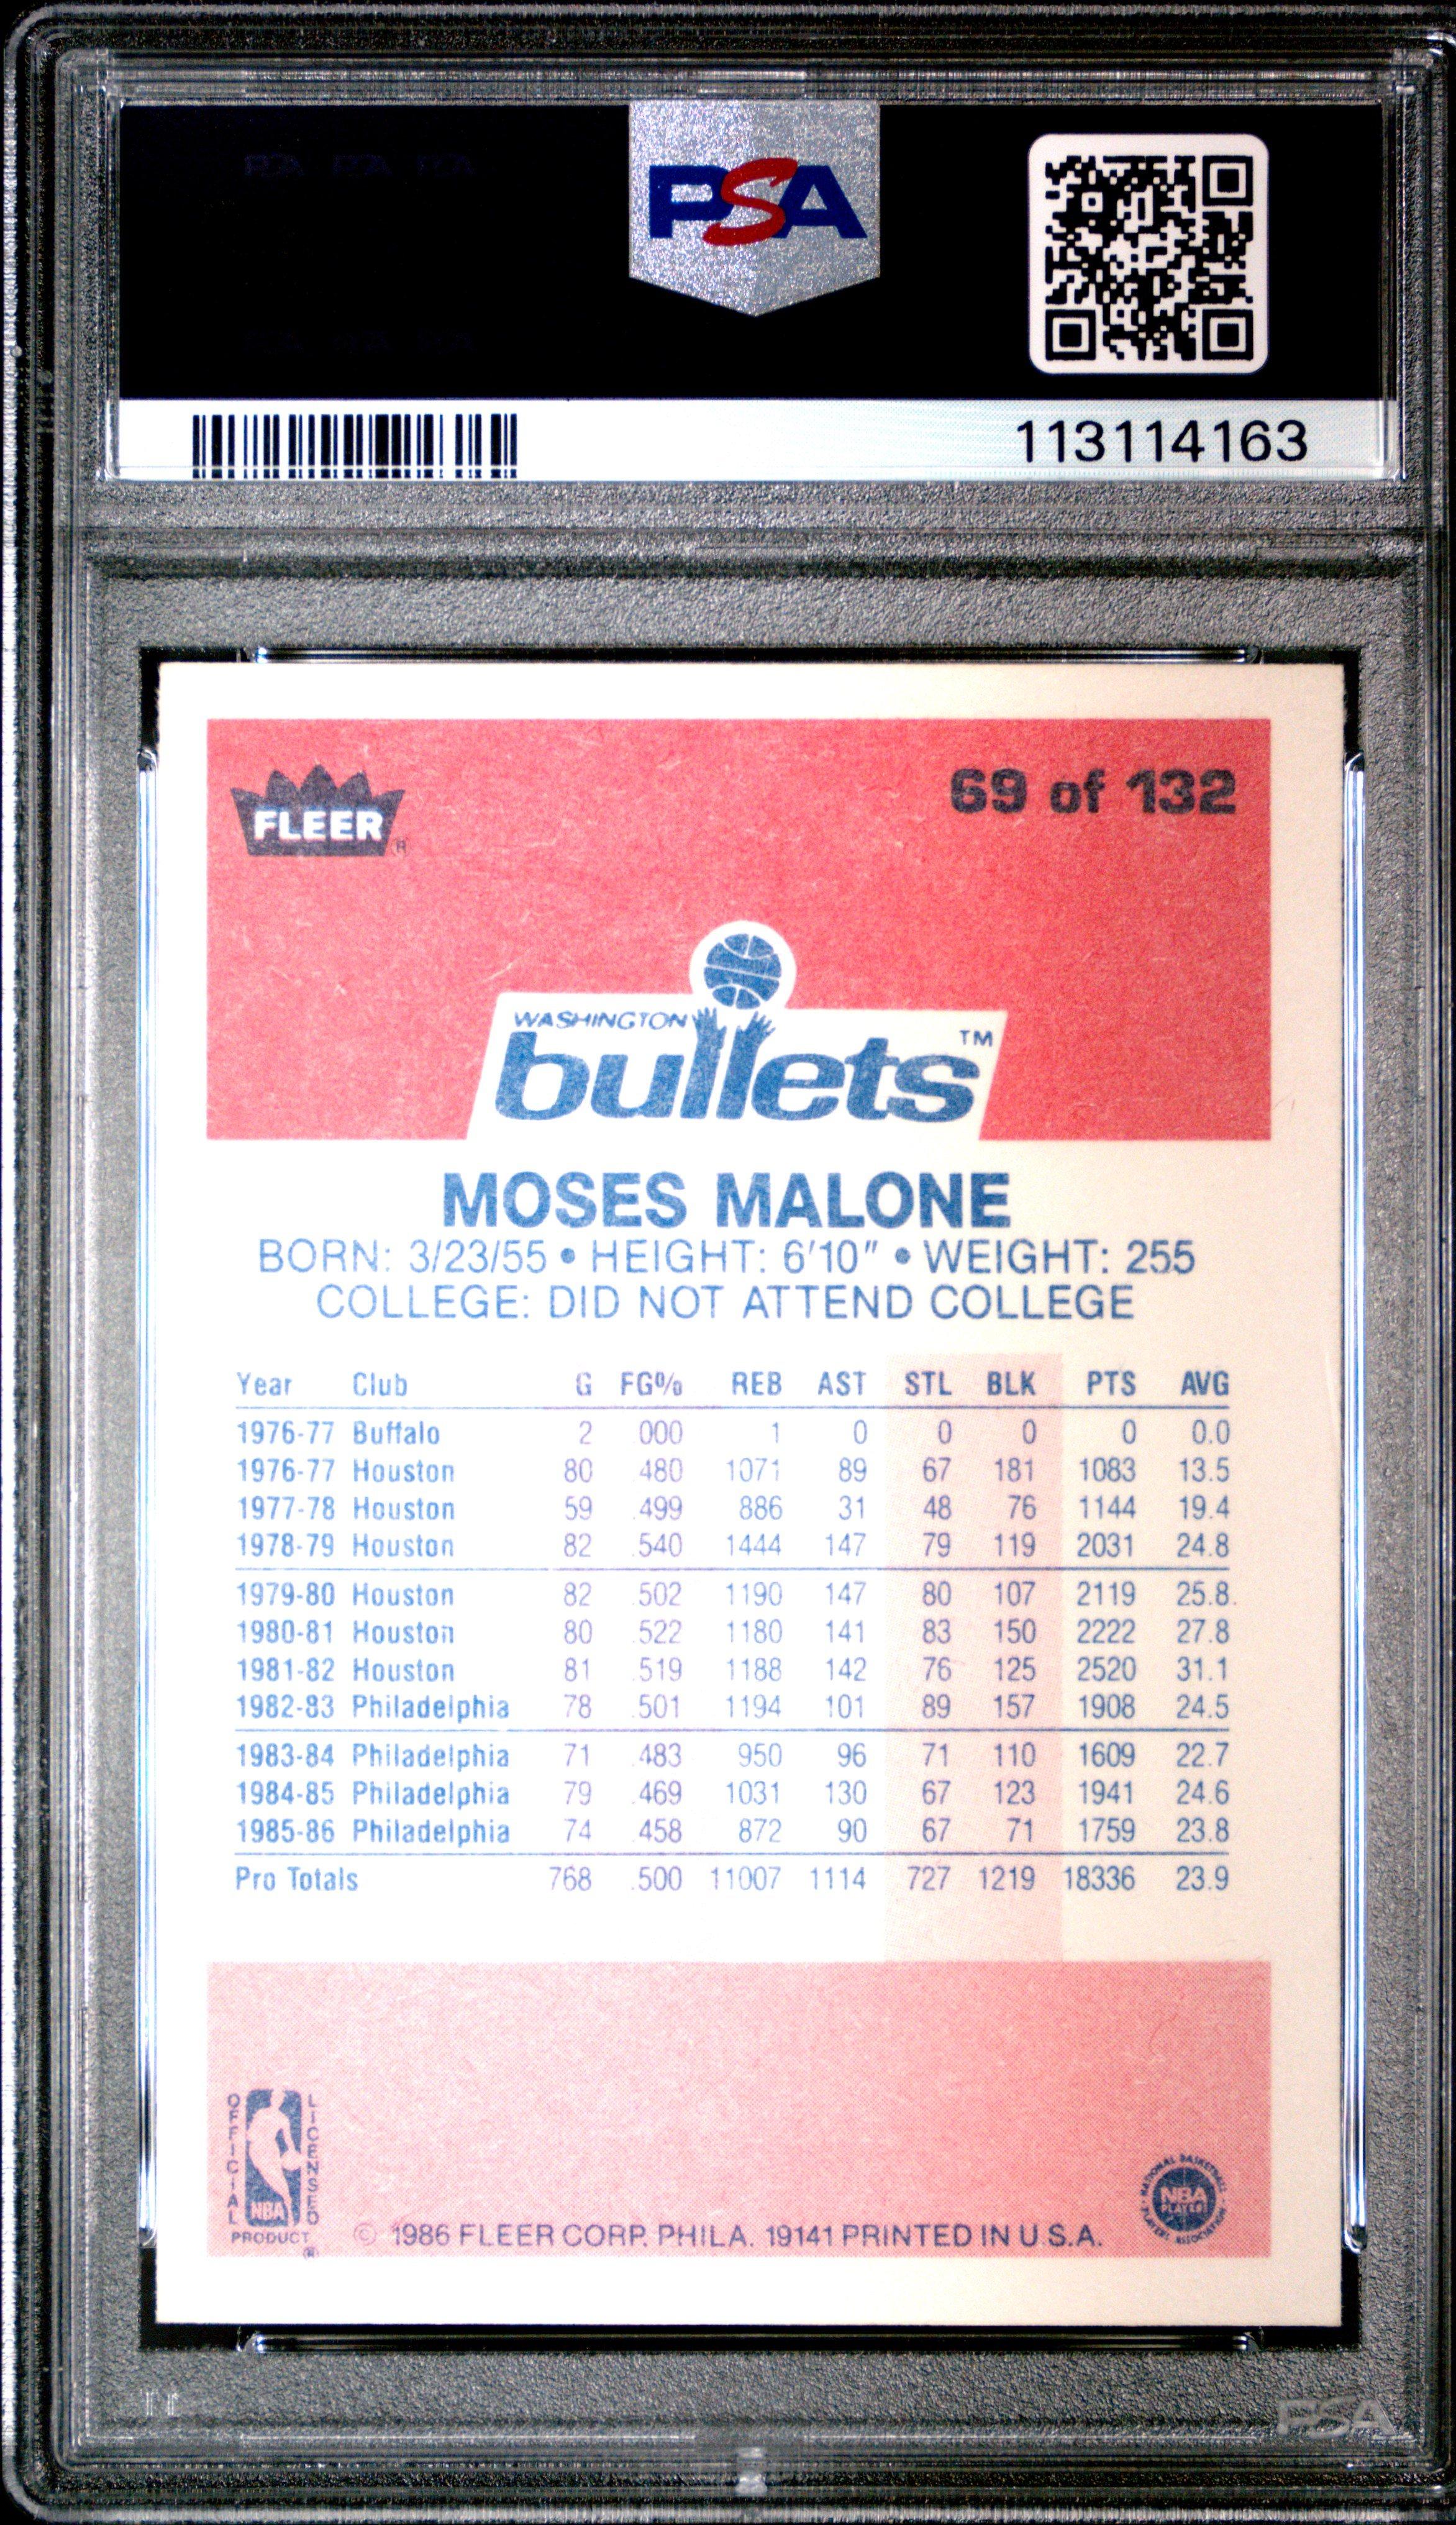 PSA
113114163
FLEER ®
69 of 132
WASHINGTON
bullets ™
MOSES MALONE
BORN: 3/23/55 • HEIGHT: 6'10" • WEIGHT: 255
COLLEGE: DID NOT ATTEND COLLEGE
Year Club G FG% REB AST STL BLK PTS AVG
1976-77 Buffalo 2 000 1 0 0 0 0 0.0
1976-77 Houston 80 .480 1071 89 67 181 1083 13.5
1977-78 Houston 59 .499 886 31 48 76 1144 19.4
1978-79 Houston 82 .540 1444 147 79 119 2031 24.8
1979-80 Houston 82 .502 1190 147 80 107 2119 25.8.
1980-81 Houston 80 .522 1180 141 83 150 2222 27.8
1981-82 Houston 81 .519 1188 142 76 125 2520 31.1
1982-83 Philadelphia 78 .501 1194 101 89 157 1908 24.5
1983-84 Philadelphia 71 .483 950 96 71 110 1609 22.7
1984-85 Philadelphia 79 .469 1031 130 67 123 1941 24.6
1985-86 Philadelphia 74 .458 872 90 67 71 1759 23.8
Pro Totals 768 .500 11007 1114 727 1219 18336 23.9
OFFICIAL LICENSED
NBA
PRODUCT ®
© 1986 FLEER CORP. PHILA. 19141 PRINTED IN U.S.A.
NATIONAL BASKETBALL
NBA
PLAYERS
PLAYERS ASSOCIATION
PSA